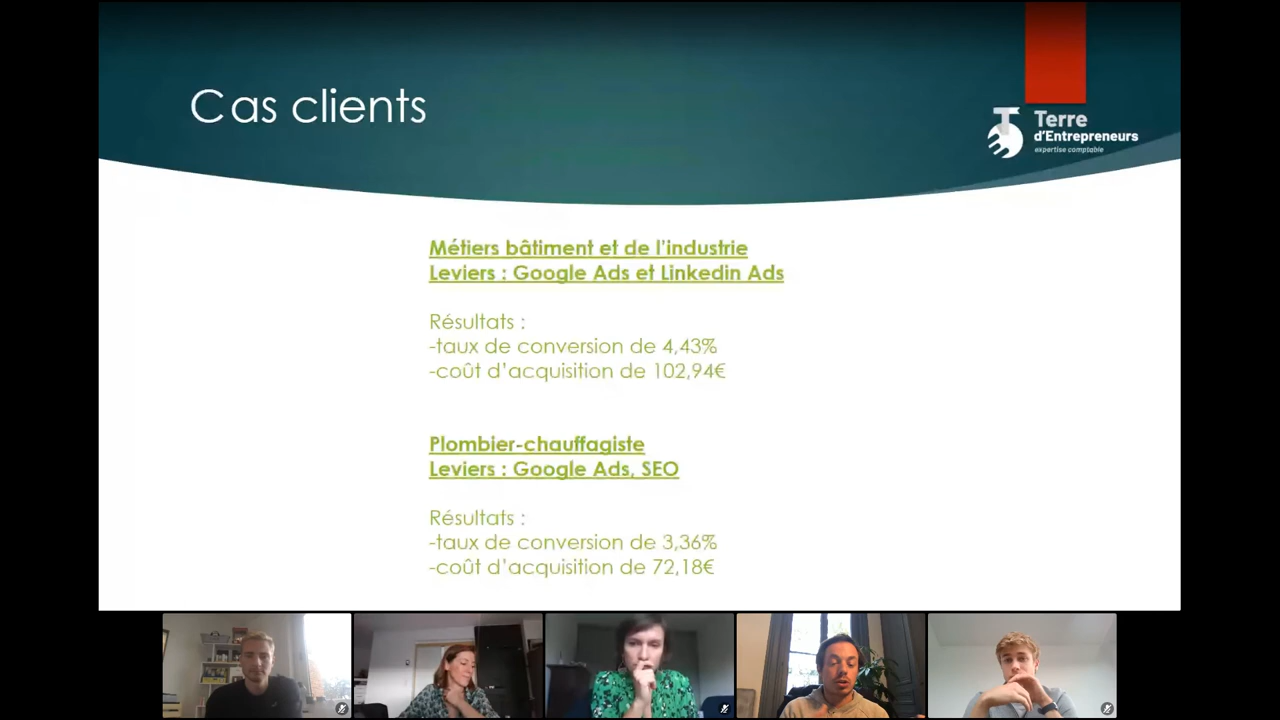 Cas clients
Terre
d'Entrepreneurs
expertise comptable
Métiers bâtiment et de l'industrie
Leviers : Google Ads et Linkedin Ads
Résultats :
-taux de conversion de 4,43%
-coût d'acquisition de 102,94€
Plombier-chauffagiste
Leviers : Google Ads, SEO
Résultats :
-taux de conversion de 3,36%
-coût d'acquisition de 72,18€